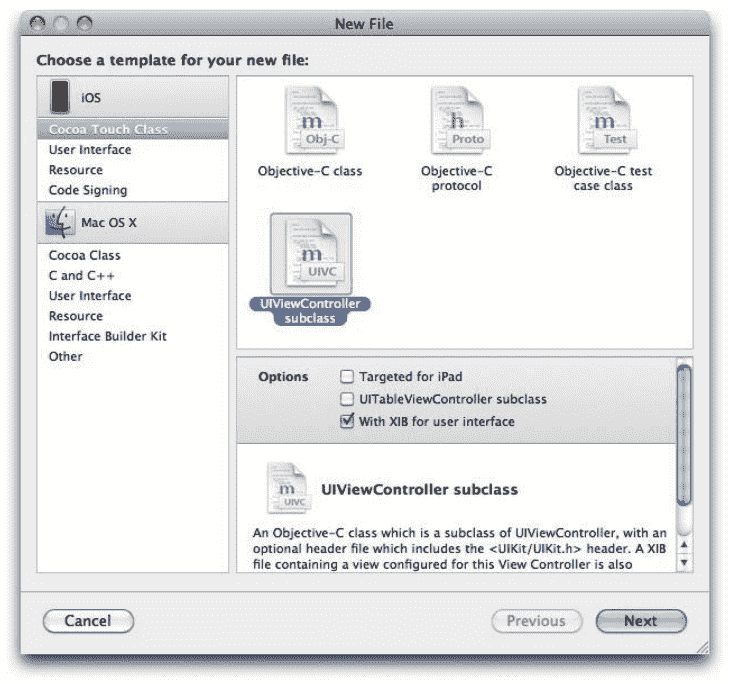 New File
Choose a template for your new file:
iOS
Cocoa Touch Class
User Interface
Resource
Code Signing
Mac OS X
Cocoa Class
C and C++
User Interface
Resource
Interface Builder Kit
Other
m
Obj-C
Objective-C class
h
Proto
Objective-C
protocol
m
Test
Objective-C test
case class
m
UIVC
UIViewController
subclass
Options
Targeted for iPad
UITableViewController subclass
With XIB for user interface
m
UIVC
UIViewController subclass
An Objective-C class which is a subclass of UIViewController, with an
optional header file which includes the <UIKit/UIKit.h> header. A XIB
file containing a view configured for this View Controller is also
Cancel
Previous
Next